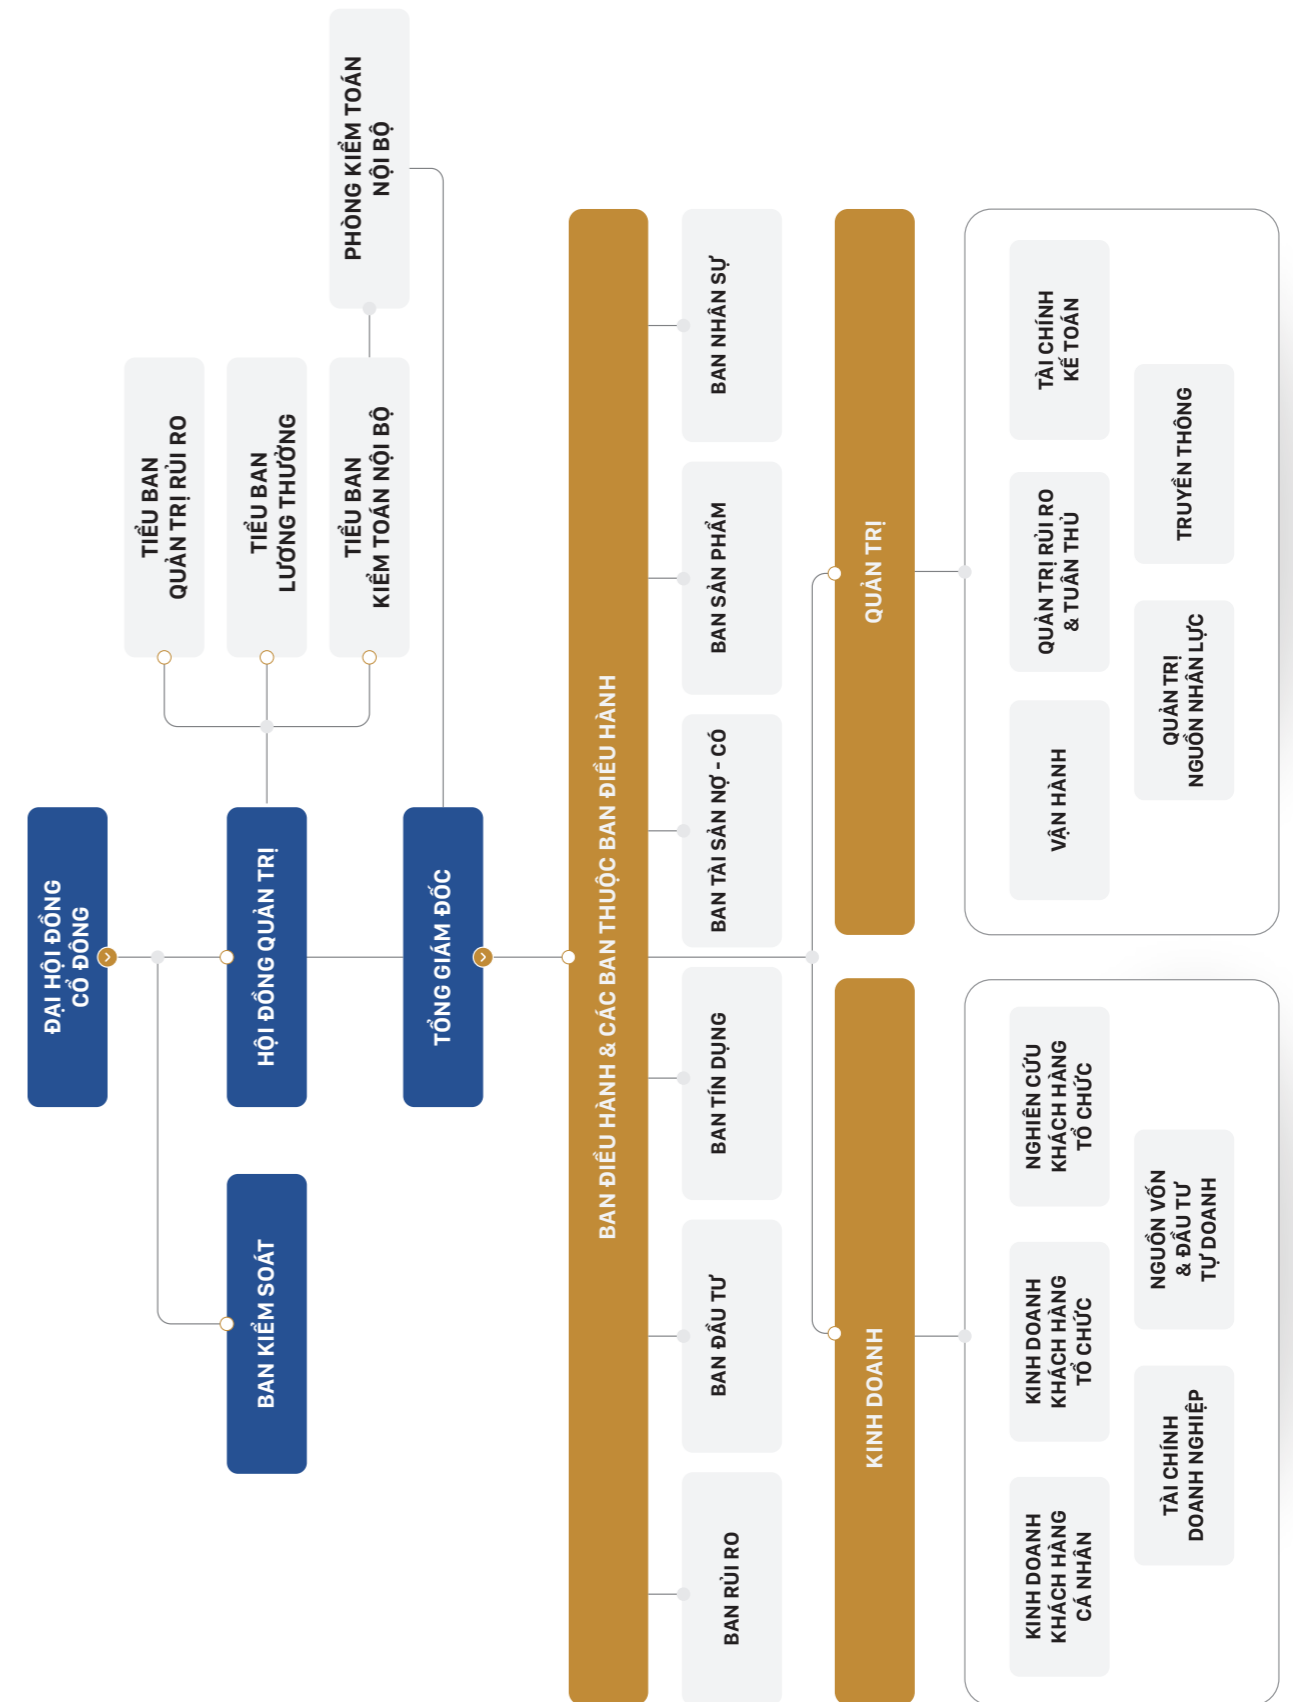 ĐẠI HỘI ĐỒNG
CỔ ĐÔNG
BAN KIỂM SOÁT
HỘI ĐỒNG QUẢN TRỊ
TIỂU BAN
QUẢN TRỊ RỦI RO
TIỂU BAN
LƯƠNG THƯỞNG
TIỂU BAN
KIỂM TOÁN NỘI BỘ
PHÒNG KIỂM TOÁN
NỘI BỘ
TỔNG GIÁM ĐỐC
BAN ĐIỀU HÀNH & CÁC BAN THUỘC BAN ĐIỀU HÀNH
BAN RỦI RO
BAN ĐẦU TƯ
BAN TÍN DỤNG
BAN TÀI SẢN NỢ - CÓ
BAN SẢN PHẨM
BAN NHÂN SỰ
KINH DOANH
QUẢN TRỊ
KINH DOANH
KHÁCH HÀNG
CÁ NHÂN
KINH DOANH
KHÁCH HÀNG
TỔ CHỨC
NGHIÊN CỨU
KHÁCH HÀNG
TỔ CHỨC
TÀI CHÍNH
DOANH NGHIỆP
NGUỒN VỐN
& ĐẦU TƯ
TỰ DOANH
VẬN HÀNH
QUẢN TRỊ RỦI RO
& TUÂN THỦ
TÀI CHÍNH
KẾ TOÁN
QUẢN TRỊ
NGUỒN NHÂN LỰC
TRUYỀN THÔNG